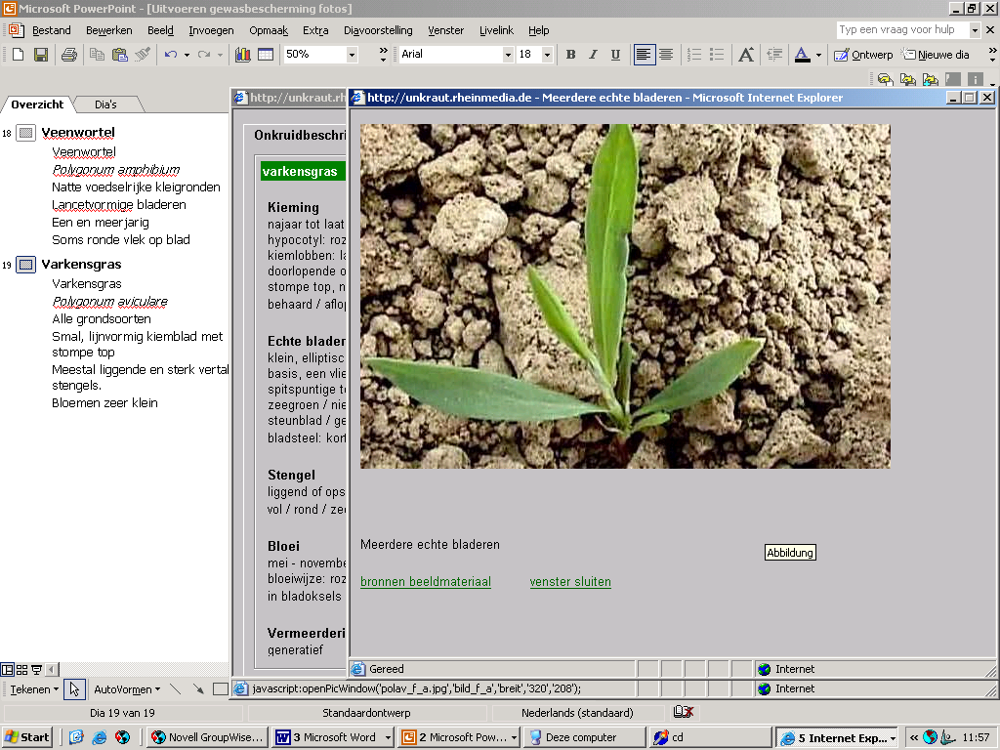 Microsoft PowerPoint - [Uitvoeren gewasbescherming fotos]
Bestand Bewerken Beeld Invoegen Opmaak Extra Diavoorstelling Venster Livelink Help
Typ een vraag voor hulp
50% Arial 18 B I U A A Ontwerp Nieuwe dia
Overzicht Dia's
18 Veenwortel
Veenwortel
Polygonum amphibium
Natte voedselrijke kleigronden
Lancetvormige bladeren
Een en meerjarig
Soms ronde vlek op blad
19 Varkensgras
Varkensgras
Polygonum aviculare
Alle grondsoorten
Smal, lijnvormig kiemblad met
stompe top
Meestal liggende en sterk vertal
stengels.
Bloemen zeer klein
http://unkraut.rh
Onkruidbeschri
varkensgras
Kieming
najaar tot laat
hypocotyl: roz
kiemlobben: la
doorlopende o
stompe top, n
behaard / aflop
Echte blader
klein, elliptisc
basis, een vlie
spitspuntige t
zeegroen / nie
steunblad / ge
bladsteel: kort
Stengel
liggend of ops
vol / rond / zee
Bloei
mei - novembe
bloeiwijze: roz
in bladoksels
Vermeerderi
generatief
http://unkraut.rheinmedia.de - Meerdere echte bladeren - Microsoft Internet Explorer
Meerdere echte bladeren
Abbildung
bronnen beeldmateriaal venster sluiten
Gereed Internet
javascript:openPicWindow('polav_f_a.jpg','bild_f_a','breit','320','208'); Internet
Tekenen AutoVormen
Dia 19 van 19 Standaardontwerp Nederlands (standaard)
Start Novell GroupWise... 3 Microsoft Word 2 Microsoft Pow... Deze computer cd 5 Internet Exp... « 11:57